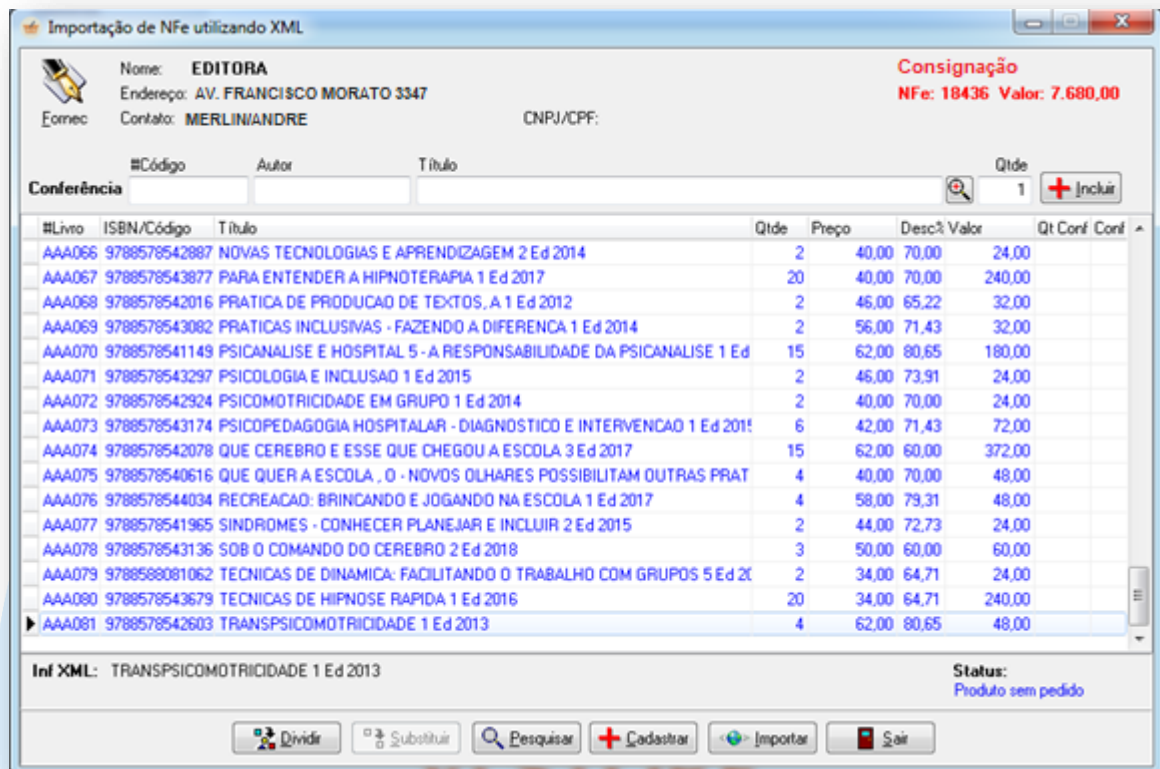 Importação de NFe utilizando XML
Nome: EDITORA
Consignação
Endereço: AV. FRANCISCO MORATO 3347
NFe: 18436 Valor: 7.680,00
Fornec Contato: MERLIN/ANDRE CNPJ/CPF:
#Código Autor Título Qtde
Conferência 1 Incluir
#Livro ISBN/Código Título Qtde Preço Desc% Valor Qt Conf Conf
AAA066 9788578542887 NOVAS TECNOLOGIAS E APRENDIZAGEM 2 Ed 2014 2 40,00 70,00 24,00
AAA067 9788578543877 PARA ENTENDER A HIPNOTERAPIA 1 Ed 2017 20 40,00 70,00 240,00
AAA068 9788578542016 PRATICA DE PRODUCAO DE TEXTOS, A 1 Ed 2012 2 46,00 65,22 32,00
AAA069 9788578543082 PRATICAS INCLUSIVAS - FAZENDO A DIFERENCA 1 Ed 2014 2 56,00 71,43 32,00
AAA070 9788578541149 PSICANALISE E HOSPITAL 5 - A RESPONSABILIDADE DA PSICANALISE 1 Ed 15 62,00 80,65 180,00
AAA071 9788578543297 PSICOLOGIA E INCLUSAO 1 Ed 2015 2 46,00 73,91 24,00
AAA072 9788578542924 PSICOMOTRICIDADE EM GRUPO 1 Ed 2014 2 40,00 70,00 24,00
AAA073 9788578543174 PSICOPEDAGOGIA HOSPITALAR - DIAGNOSTICO E INTERVENCAO 1 Ed 2015 6 42,00 71,43 72,00
AAA074 9788578542078 QUE CEREBRO E ESSE QUE CHEGOU A ESCOLA 3 Ed 2017 15 62,00 60,00 372,00
AAA075 9788578540616 QUE QUER A ESCOLA , O - NOVOS OLHARES POSSIBILITAM OUTRAS PRAT 4 40,00 70,00 48,00
AAA076 9788578544034 RECREACAO: BRINCANDO E JOGANDO NA ESCOLA 1 Ed 2017 4 58,00 79,31 48,00
AAA077 9788578541965 SINDROMES - CONHECER PLANEJAR E INCLUIR 2 Ed 2015 2 44,00 72,73 24,00
AAA078 9788578543136 SOB O COMANDO DO CEREBRO 2 Ed 2018 3 50,00 60,00 60,00
AAA079 9788588081062 TECNICAS DE DINAMICA: FACILITANDO O TRABALHO COM GRUPOS 5 Ed 20 2 34,00 64,71 24,00
AAA080 9788578543679 TECNICAS DE HIPNOSE RAPIDA 1 Ed 2016 20 34,00 64,71 240,00
AAA081 9788578542603 TRANSPSICOMOTRICIDADE 1 Ed 2013 4 62,00 80,65 48,00
Inf XML: TRANSPSICOMOTRICIDADE 1 Ed 2013 Status:
Produto sem pedido
Dividir Substituir Pesquisar Cadastrar Importar Sair